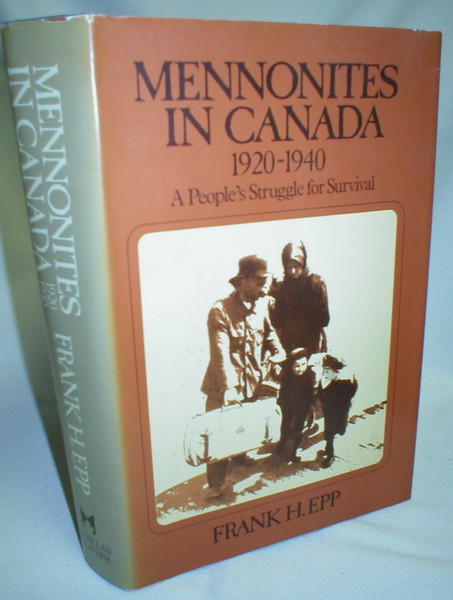 MENNONITES
IN CANADA
1920-1940
A People's Struggle for Survival
FRANK H. EPP
MENNONITES
IN CANADA
1920
1940
FRANK H. EPP